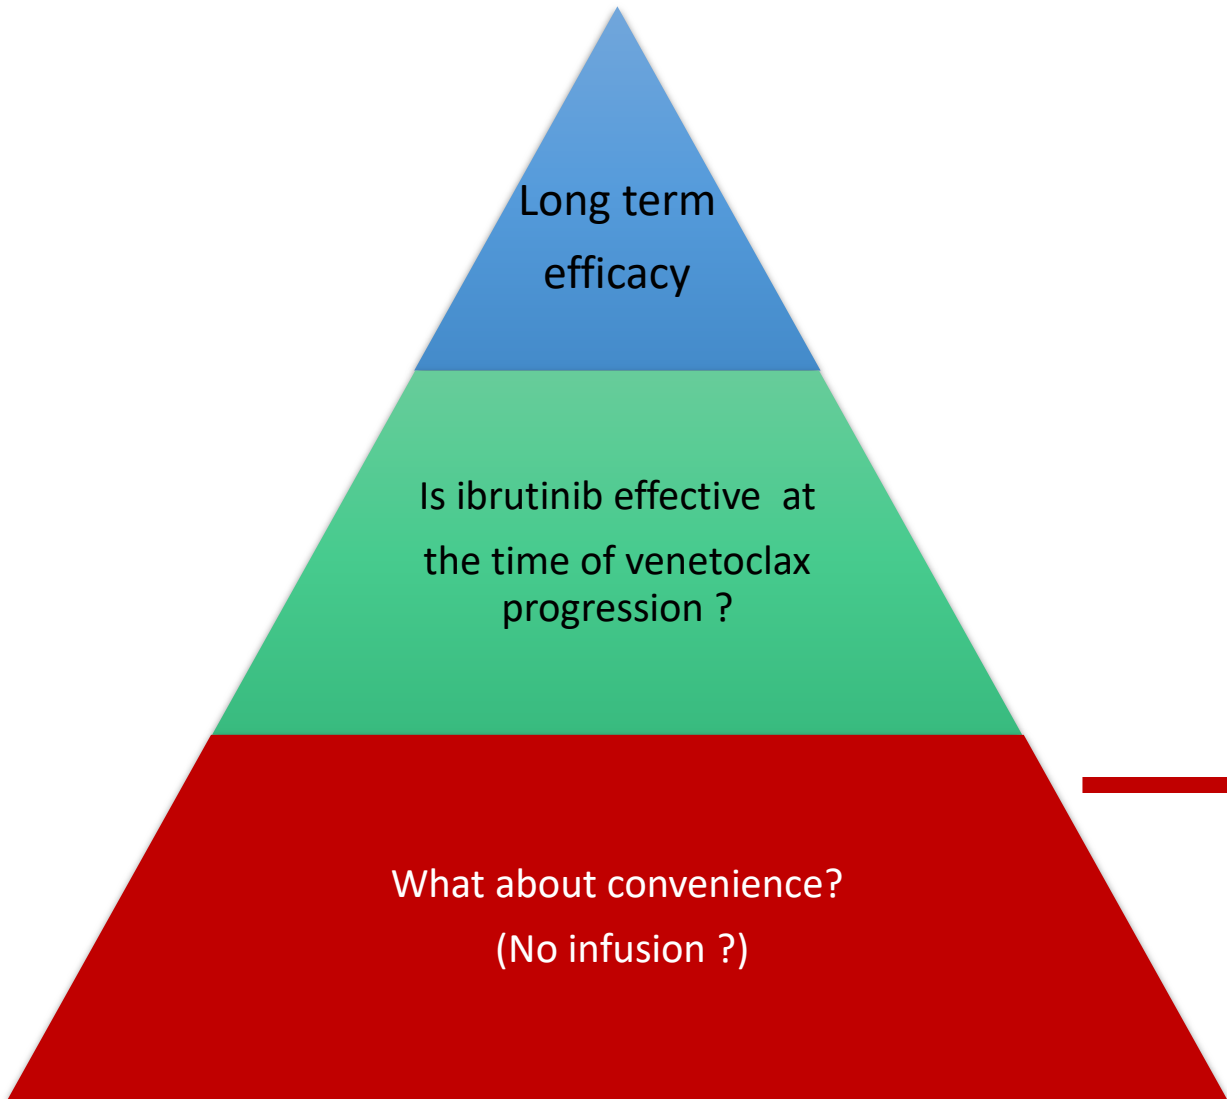 Long term
efficacy
Is ibrutinib effective  at
the time of venetoclax
progression ?
What about convenience?
(No infusion ?)